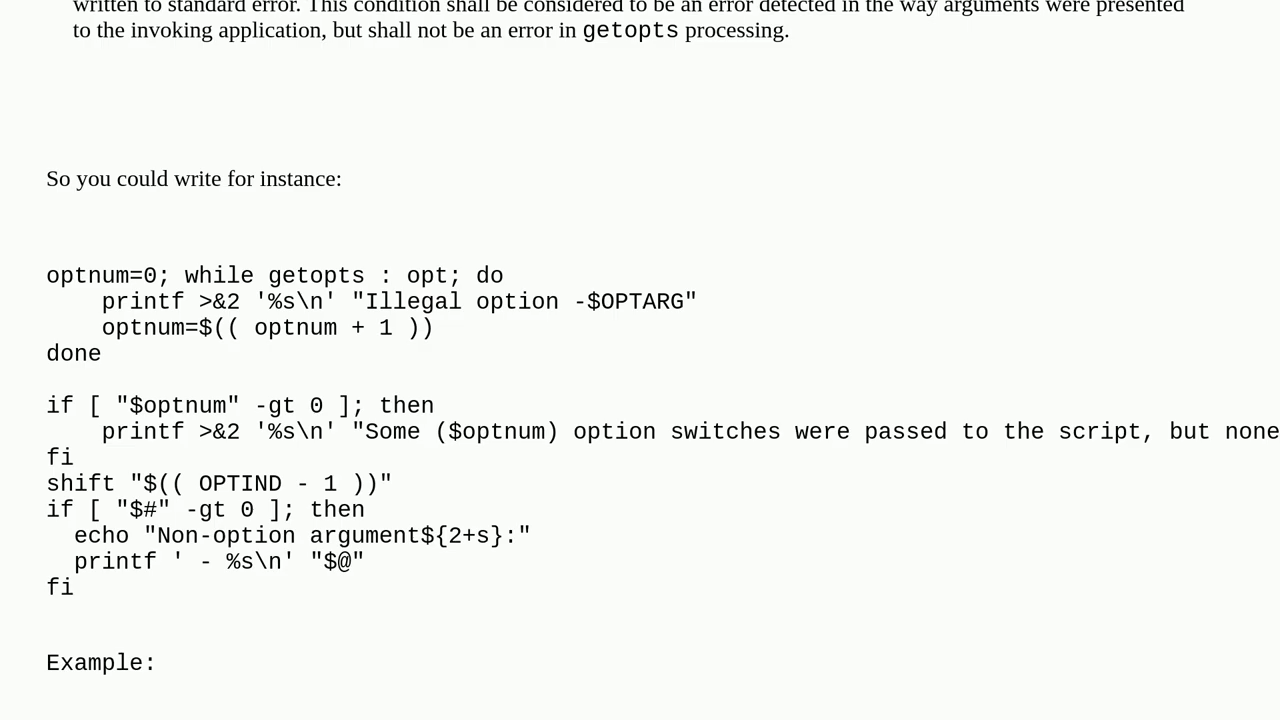 written to standard error. This condition shall be considered to be an error detected in the way arguments were presented
to the invoking application, but shall not be an error in getopts processing.
So you could write for instance:
optnum=0; while getopts : opt; do
    printf >&2 '%s\n' "Illegal option -$OPTARG"
    optnum=$(( optnum + 1 ))
done
if [ "$optnum" -gt 0 ]; then
    printf >&2 '%s\n' "Some ($optnum) option switches were passed to the script, but none
fi
shift "$(( OPTIND - 1 ))"
if [ "$#" -gt 0 ]; then
  echo "Non-option argument${2+s}:"
  printf ' - %s\n' "$@"
fi
Example: